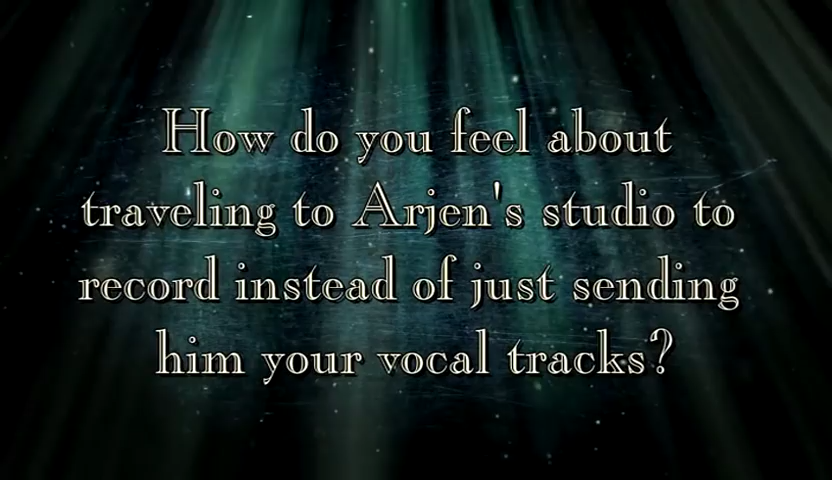 How do you feel about
traveling to Arjen's studio to
record instead of just sending
him your vocal tracks?